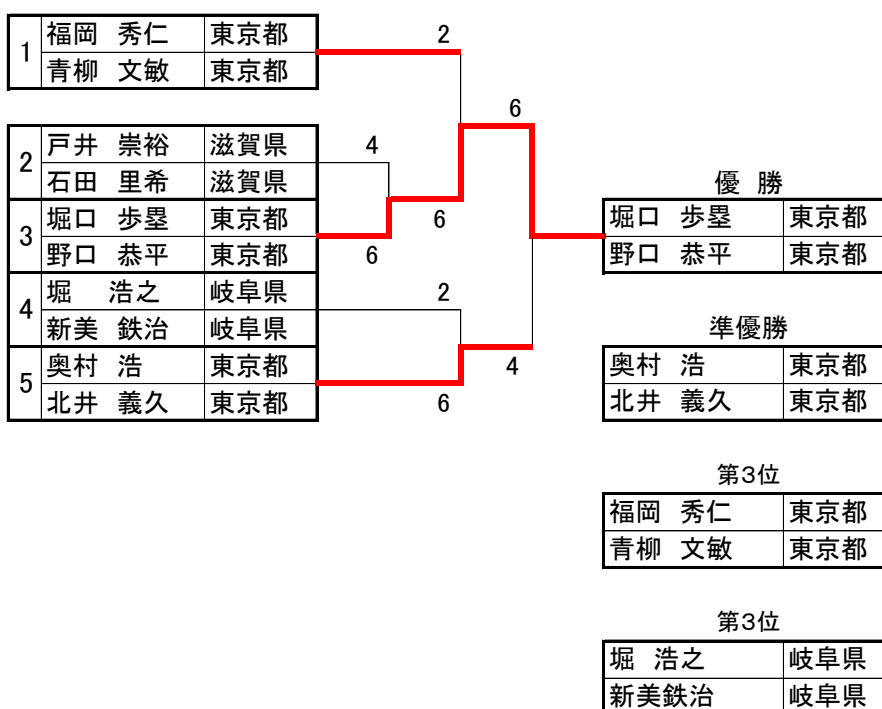 1 福岡 秀仁 東京都 2
青柳 文敏 東京都
6
2 戸井 崇裕 滋賀県 4
石田 里希 滋賀県
3 堀口 歩塁 東京都 6
野口 恭平 東京都 6
4 堀 浩之 岐阜県 2
新美 鉄治 岐阜県
5 奥村 浩 東京都 4
北井 義久 東京都 6
優 勝
堀口 歩塁 東京都
野口 恭平 東京都
準優勝
奥村 浩 東京都
北井 義久 東京都
第3位
福岡 秀仁 東京都
青柳 文敏 東京都
第3位
堀 浩之 岐阜県
新美鉄治 岐阜県